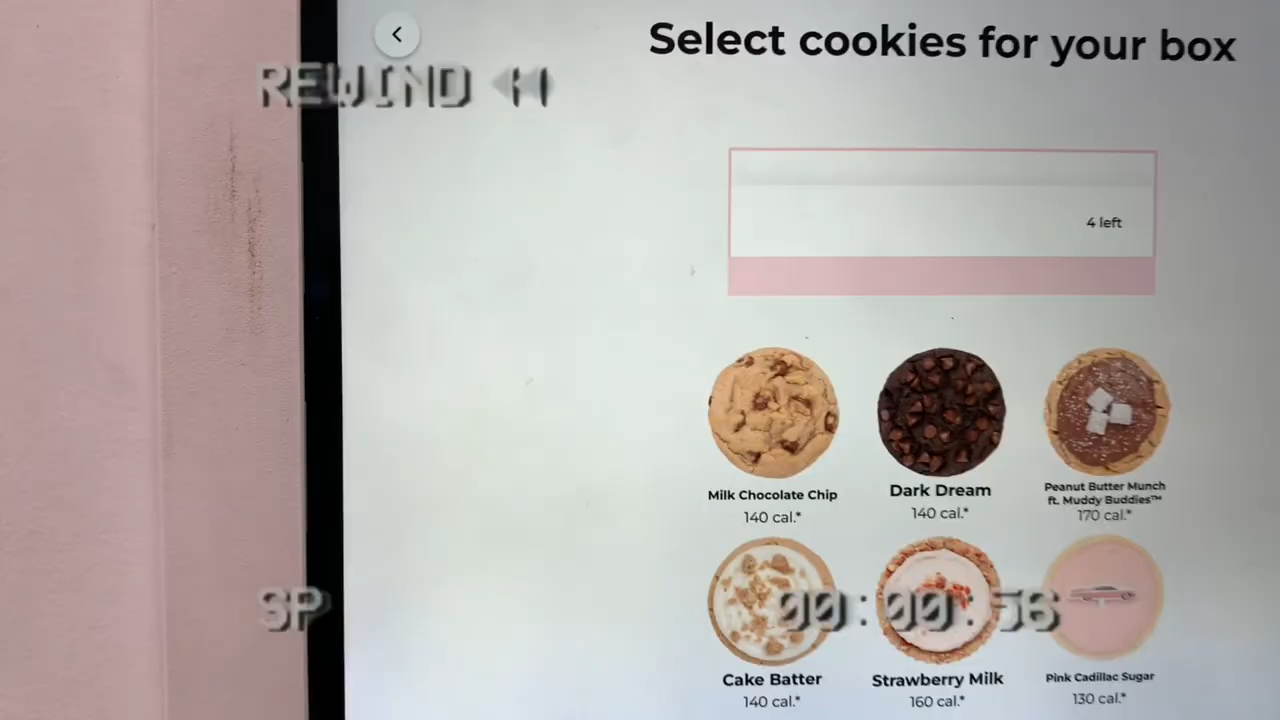 Select cookies for your box
REWIND
4 left
Milk Chocolate Chip
140 cal.*
Dark Dream
140 cal.*
Peanut Butter Munch
ft. Muddy Buddies™
170 cal.*
SP
00:00:56
Cake Batter
140 cal.*
Strawberry Milk
160 cal.*
Pink Cadillac Sugar
130 cal.*